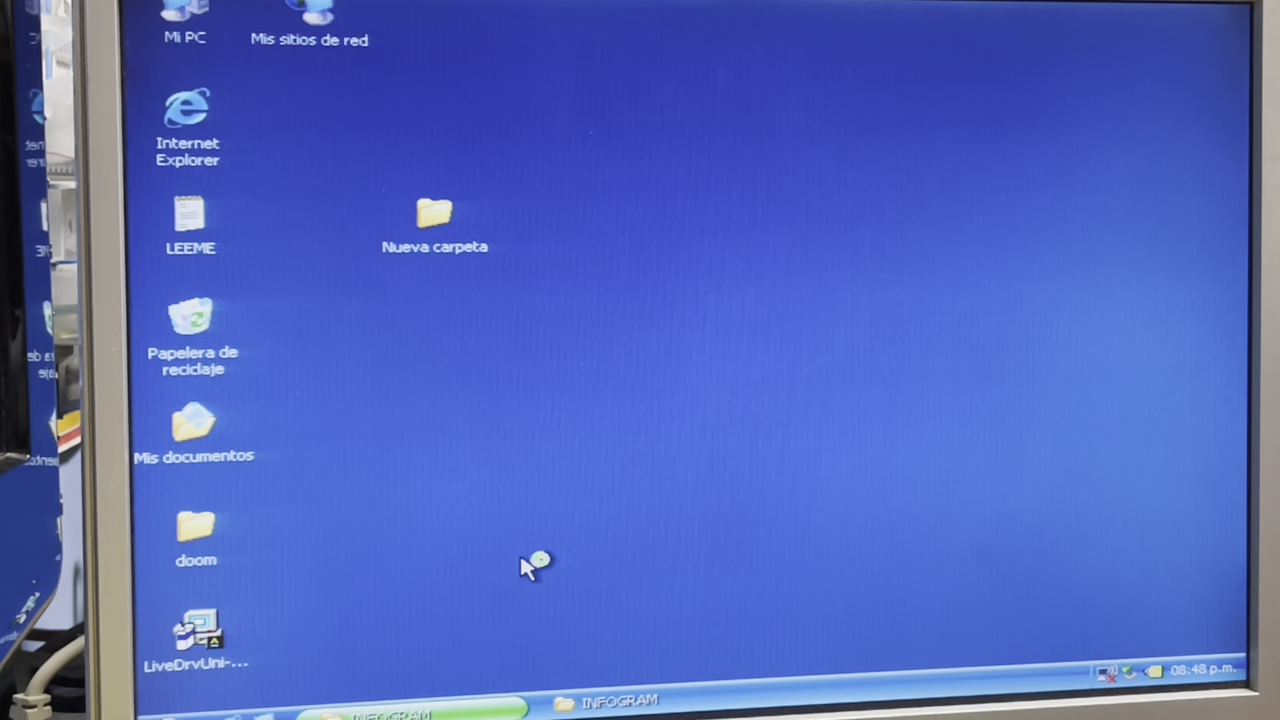 Mi PC
Mis sitios de red
Internet
Explorer
LEEME
Nueva carpeta
Papelera de
reciclaje
Mis documentos
doom
LiveDrvUni-...
INFOGRAM
INFOGRAM
08:48 p.m.